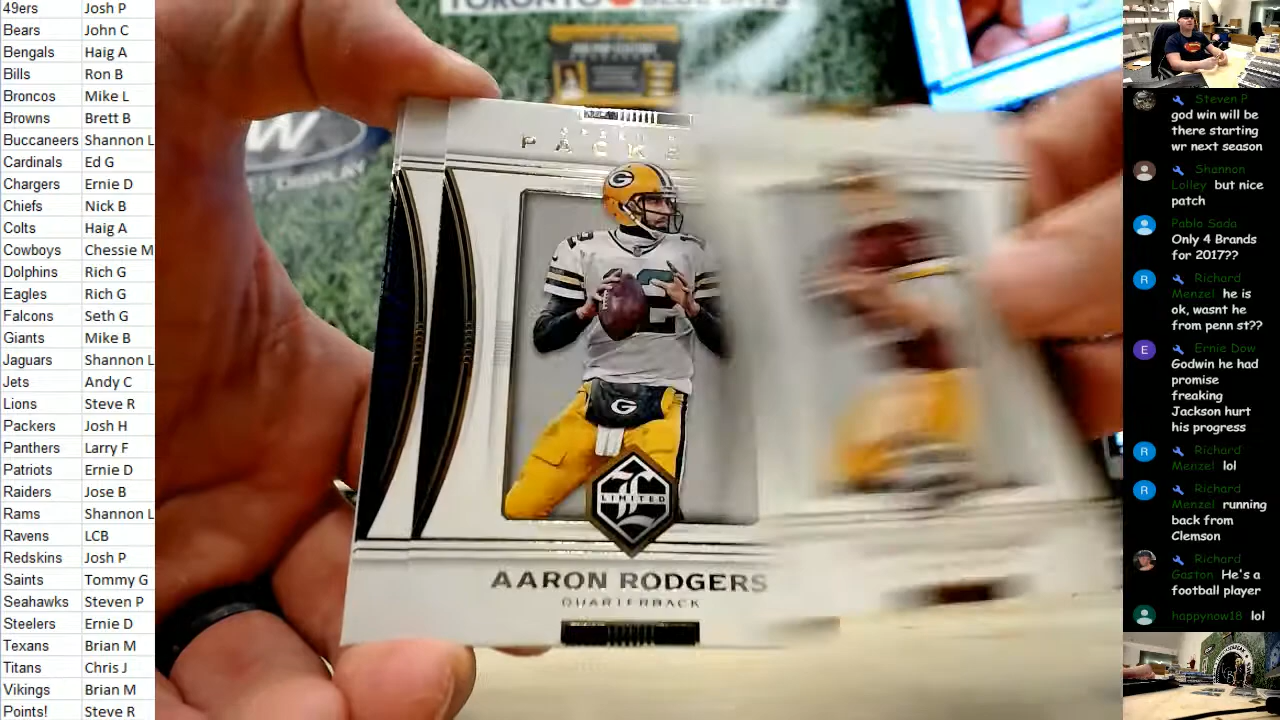 49ers Josh P
Bears John C
Bengals Haig A
Bills Ron B
Broncos Mike L
Browns Brett B
Buccaneers Shannon L
Cardinals Ed G
Chargers Ernie D
Chiefs Nick B
Colts Haig A
Cowboys Chessie M
Dolphins Rich G
Eagles Rich G
Falcons Seth G
Giants Mike B
Jaguars Shannon L
Jets Andy C
Lions Steve R
Packers Josh H
Panthers Larry F
Patriots Ernie D
Raiders Jose B
Rams Shannon L
Ravens LCB
Redskins Josh P
Saints Tommy G
Seahawks Steven P
Steelers Ernie D
Texans Brian M
Titans Chris J
Vikings Brian M
Points! Steve R
TORONTO
DISPLAY
PACKE
G
G
12
LIMITED
AARON RODGERS
QUARTERBACK
Steven P
god win will be
there starting
wr next season
Shannon
Lolley but nice
patch
Pablo Sada
Only 4 Brands
for 2017??
R
Richard
Menzel he is
ok, wasnt he
from penn st??
E
Ernie Dow
Godwin he had
promise
freaking
Jackson hurt
his progress
R
Richard
Menzel lol
R
Richard
Menzel running
back from
Clemson
Richard
Gaston He's a
football player
happynow18 lol